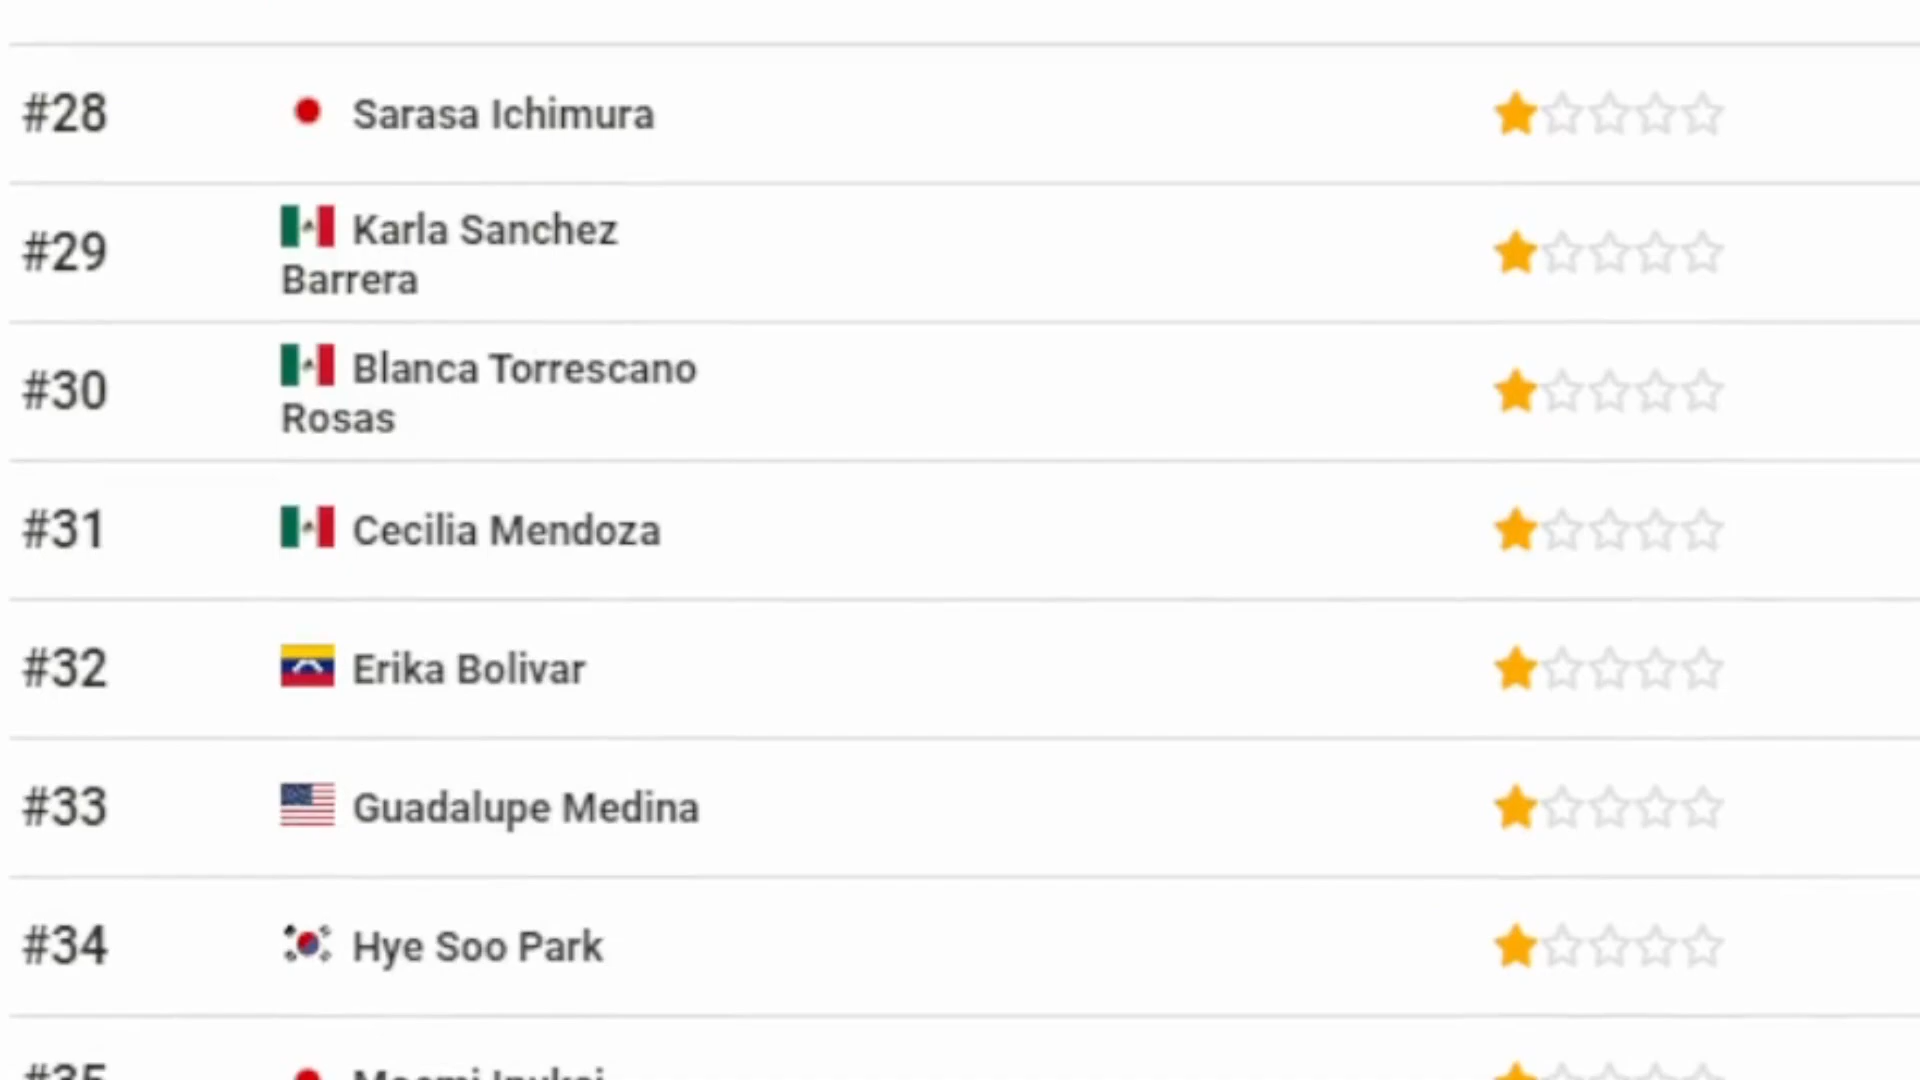 #28 Sarasa Ichimura
#29 Karla Sanchez
Barrera
#30 Blanca Torrescano
Rosas
#31 Cecilia Mendoza
#32 Erika Bolivar
#33 Guadalupe Medina
#34 Hye Soo Park
#35